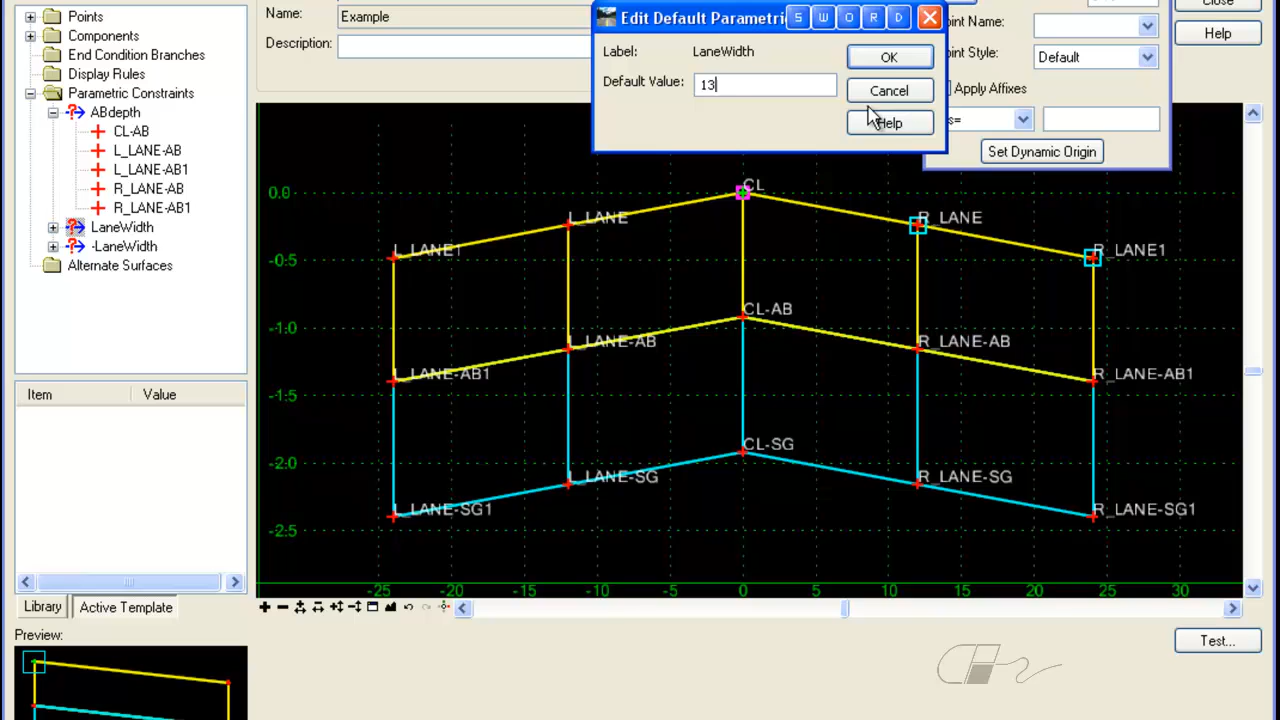 Points
Components
End Condition Branches
Display Rules
Parametric Constraints
ABdepth
CL-AB
L_LANE-AB
L_LANE-AB1
R_LANE-AB
R_LANE-AB1
LaneWidth
-LaneWidth
Alternate Surfaces
Item Value
Library Active Template
Preview:
Name: Example
Description:
Edit Default Parametri S W O R D
Label: LaneWidth
Default Value: 13
OK
Cancel
Help
Close
Help
oint Name:
oint Style: Default
Apply Affixes
s=
Set Dynamic Origin
0.0
-0.5
-1.0
-1.5
-2.0
-2.5
CL
L_LANE R_LANE
L_LANE1 R_LANE1
CL-AB
L_LANE-AB R_LANE-AB
L_LANE-AB1 R_LANE-AB1
CL-SG
L_LANE-SG R_LANE-SG
L_LANE-SG1 R_LANE-SG1
-25 -20 -15 -10 -5 0 5 10 15 20 25 30
Test...